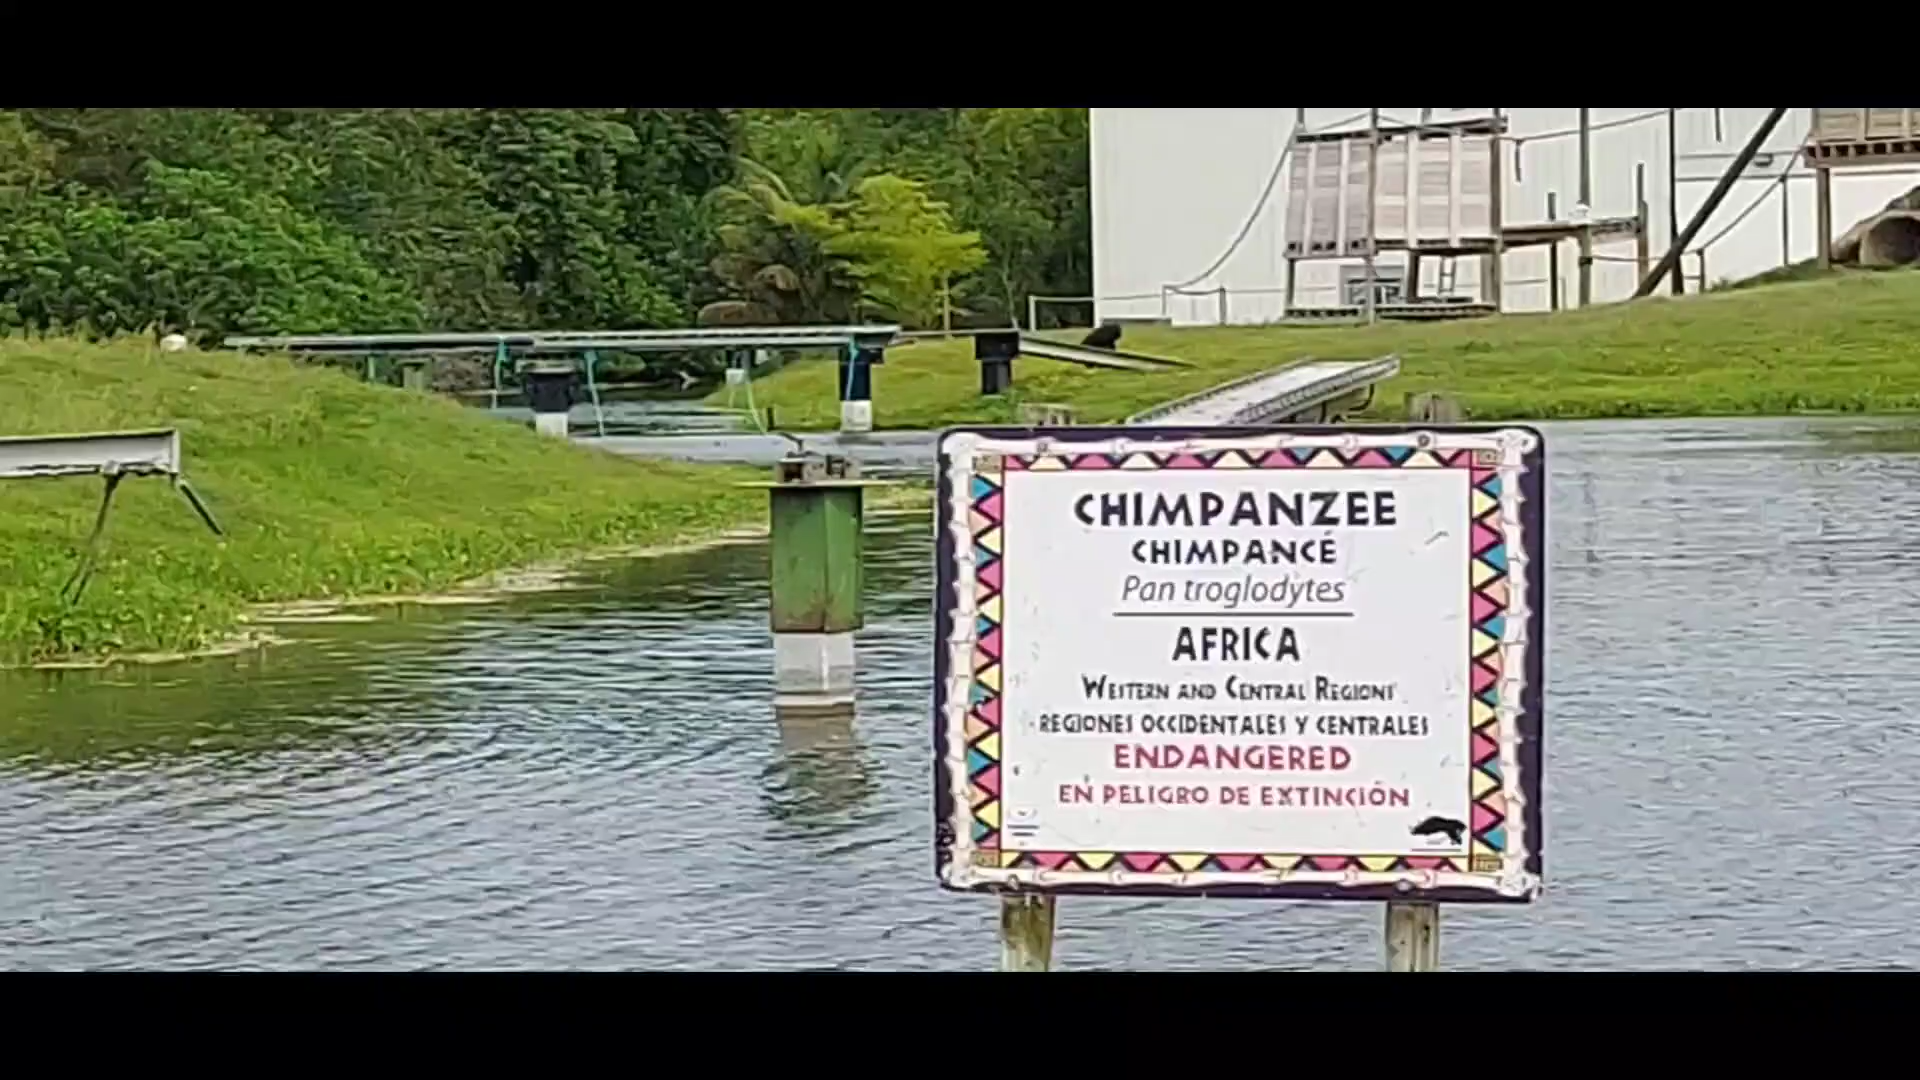 CHIMPANZEE
CHIMPANCÉ
Pan troglodytes
AFRICA
WESTERN AND CENTRAL REGIONS
REGIONES OCCIDENTALES Y CENTRALES
ENDANGERED
EN PELIGRO DE EXTINCIÓN